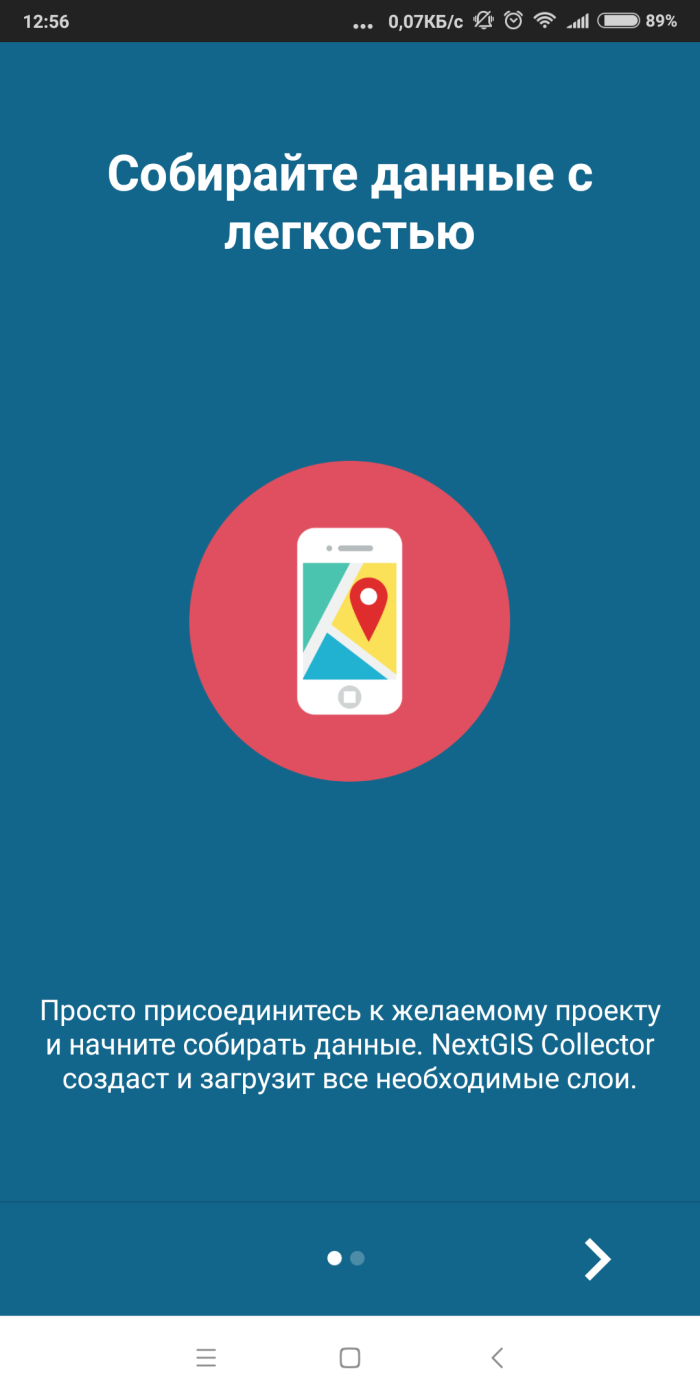 12:56
... 0,07КБ/с 89%
Собирайте данные с
легкостью
Просто присоединитесь к желаемому проекту
и начните собирать данные. NextGIS Collector
создаст и загрузит все необходимые слои.